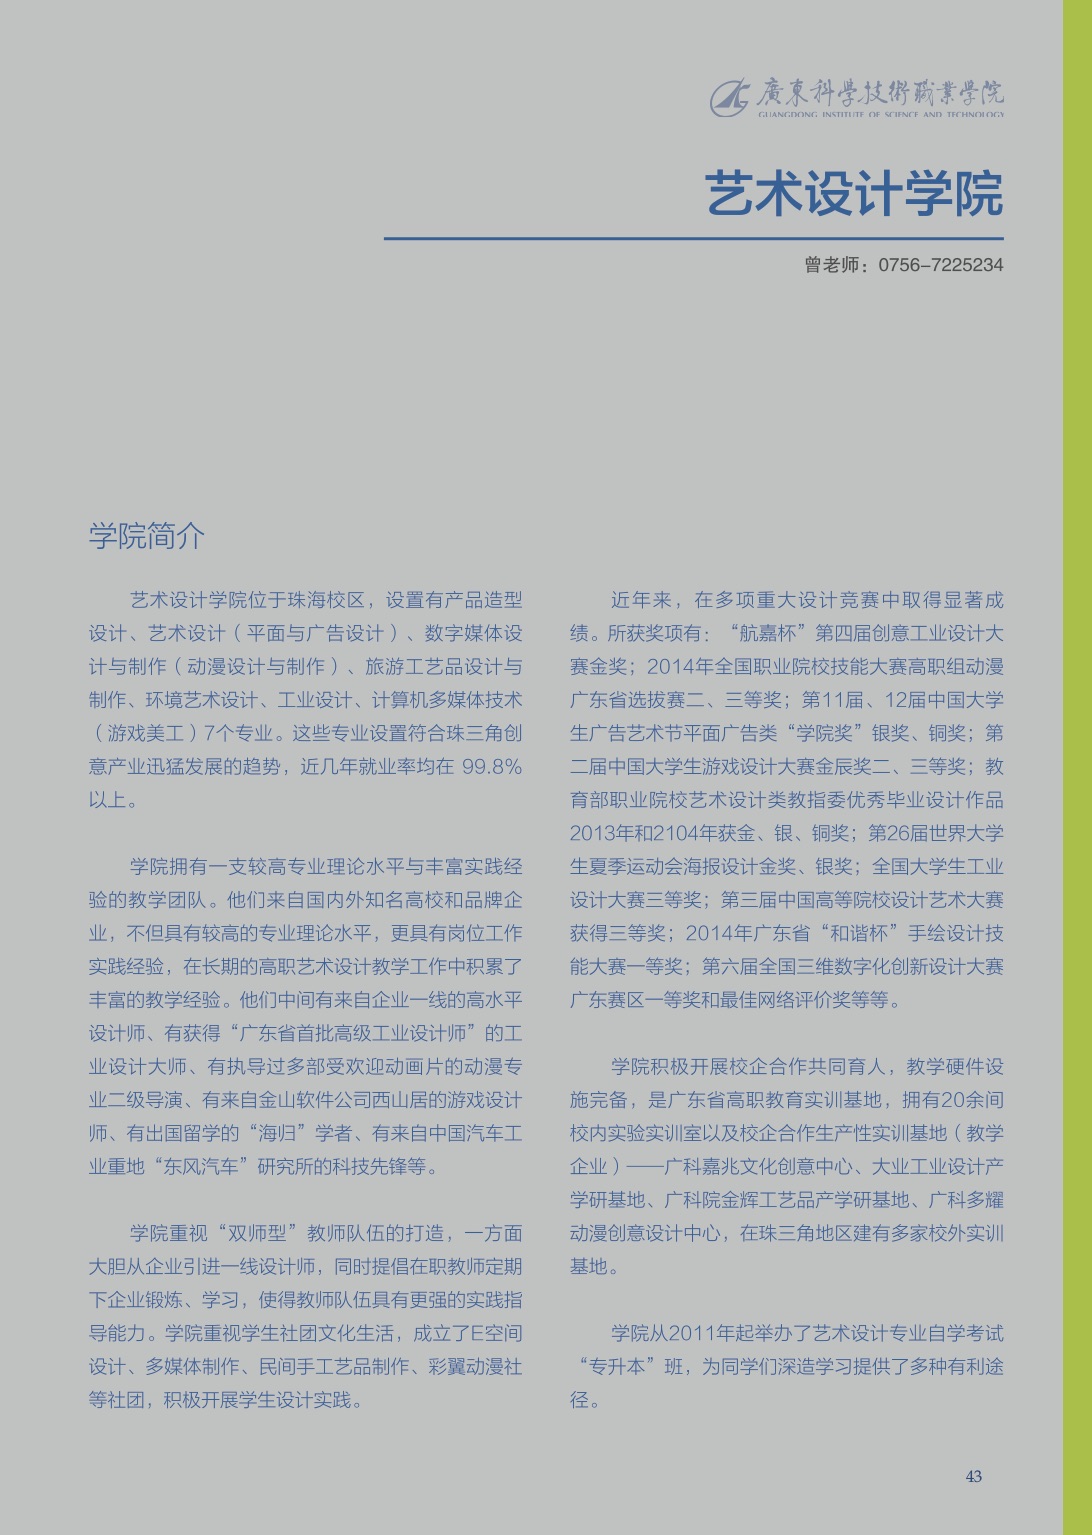 廣東科學技術職業學院
GUANGDONG INSTITUTE OF SCIENCE AND TECHNOLOGY
艺术设计学院
曾老师：0756-7225234
学院简介
艺术设计学院位于珠海校区，设置有产品造型
设计、艺术设计（平面与广告设计）、数字媒体设
计与制作（动漫设计与制作）、旅游工艺品设计与
制作、环境艺术设计、工业设计、计算机多媒体技术
（游戏美工）7个专业。这些专业设置符合珠三角创
意产业迅猛发展的趋势，近几年就业率均在 99.8%
以上。
学院拥有一支较高专业理论水平与丰富实践经
验的教学团队。他们来自国内外知名高校和品牌企
业，不但具有较高的专业理论水平，更具有岗位工作
实践经验，在长期的高职艺术设计教学工作中积累了
丰富的教学经验。他们中间有来自企业一线的高水平
设计师、有获得“广东省首批高级工业设计师”的工
业设计大师、有执导过多部受欢迎动画片的动漫专
业二级导演、有来自金山软件公司西山居的游戏设计
师、有出国留学的“海归”学者、有来自中国汽车工
业重地“东风汽车”研究所的科技先锋等。
学院重视“双师型”教师队伍的打造，一方面
大胆从企业引进一线设计师，同时提倡在职教师定期
下企业锻炼、学习，使得教师队伍具有更强的实践指
导能力。学院重视学生社团文化生活，成立了E空间
设计、多媒体制作、民间手工艺品制作、彩翼动漫社
等社团，积极开展学生设计实践。
近年来，在多项重大设计竞赛中取得显著成
绩。所获奖项有：“航嘉杯”第四届创意工业设计大
赛金奖；2014年全国职业院校技能大赛高职组动漫
广东省选拔赛二、三等奖；第11届、12届中国大学
生广告艺术节平面广告类“学院奖”银奖、铜奖；第
二届中国大学生游戏设计大赛金辰奖二、三等奖；教
育部职业院校艺术设计类教指委优秀毕业设计作品
2013年和2104年获金、银、铜奖；第26届世界大学
生夏季运动会海报设计金奖、银奖；全国大学生工业
设计大赛三等奖；第三届中国高等院校设计艺术大赛
获得三等奖；2014年广东省“和谐杯”手绘设计技
能大赛一等奖；第六届全国三维数字化创新设计大赛
广东赛区一等奖和最佳网络评价奖等等。
学院积极开展校企合作共同育人，教学硬件设
施完备，是广东省高职教育实训基地，拥有20余间
校内实验实训室以及校企合作生产性实训基地（教学
企业）——广科嘉兆文化创意中心、大业工业设计产
学研基地、广科院金辉工艺品产学研基地、广科多耀
动漫创意设计中心，在珠三角地区建有多家校外实训
基地。
学院从2011年起举办了艺术设计专业自学考试
“专升本”班，为同学们深造学习提供了多种有利途
径。
43